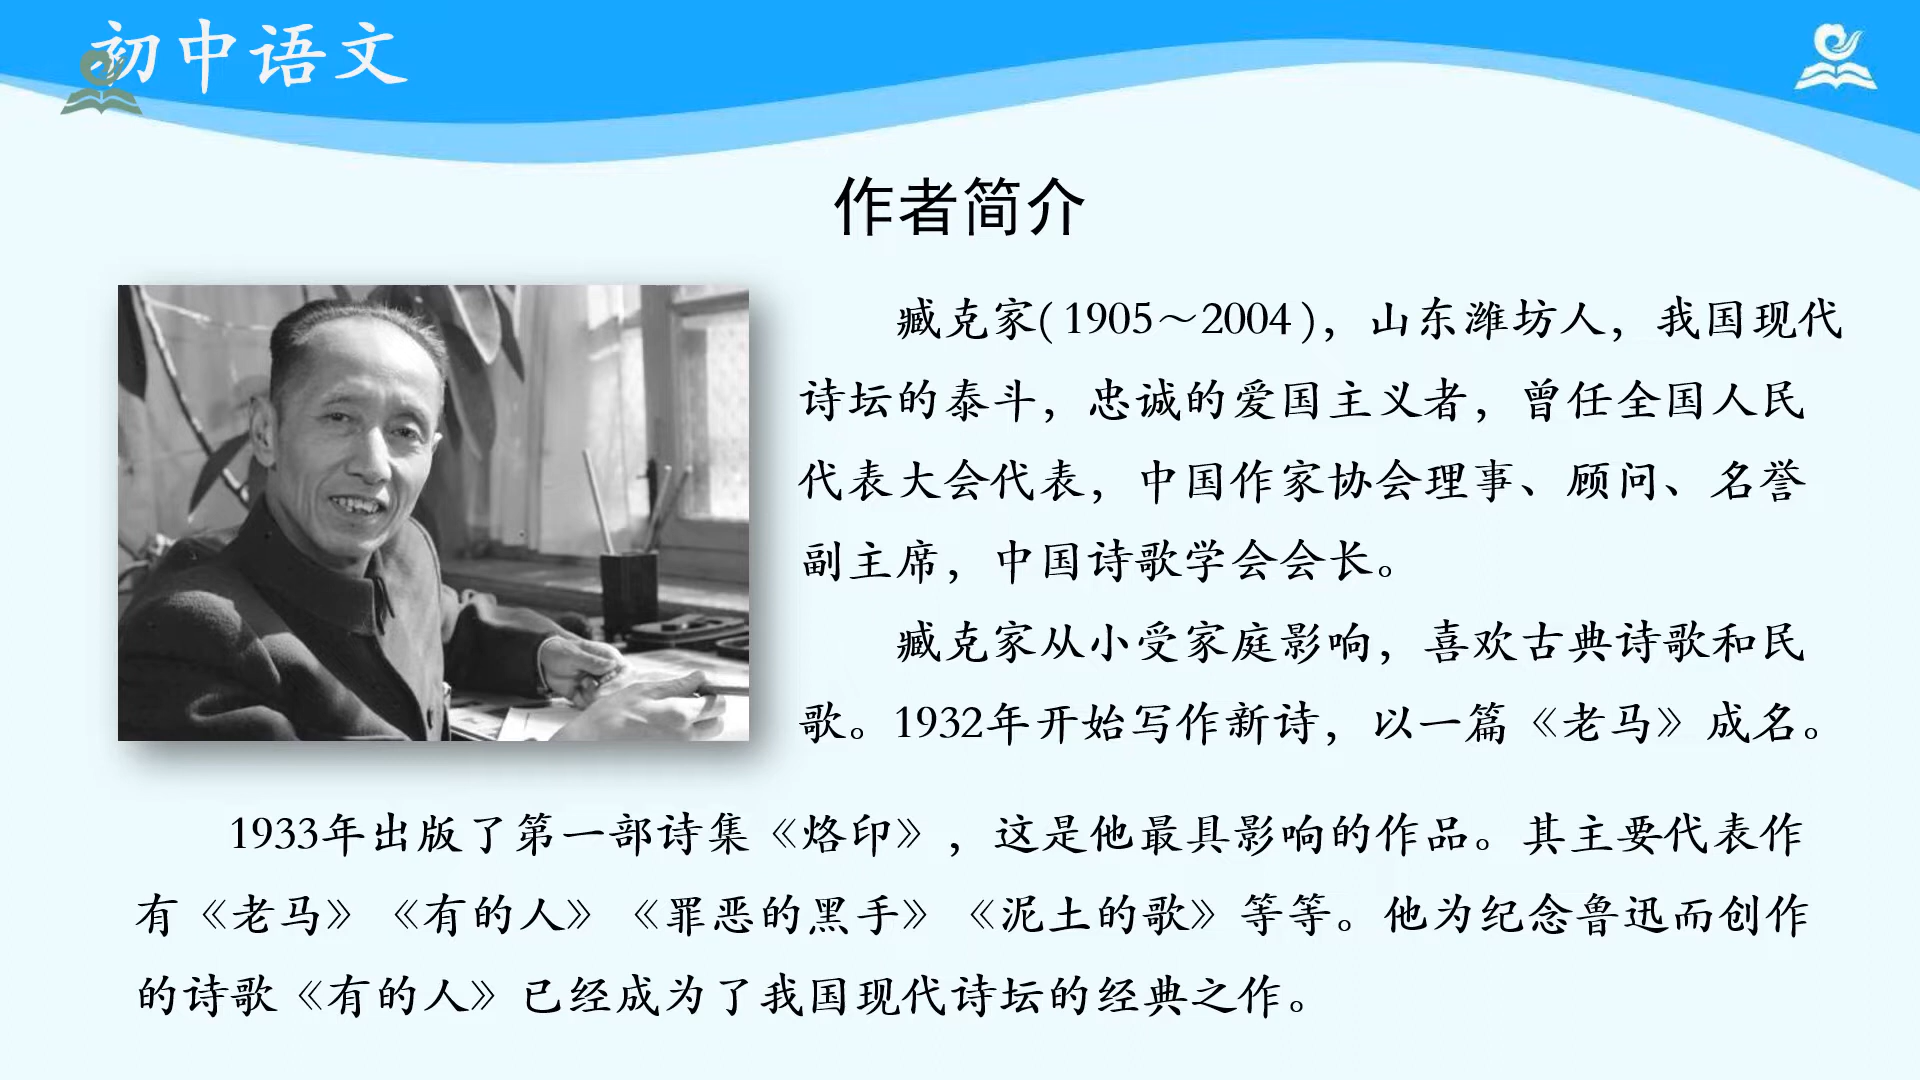 初中语文
作者简介
臧克家(1905～2004)，山东潍坊人，我国现代
诗坛的泰斗，忠诚的爱国主义者，曾任全国人民
代表大会代表，中国作家协会理事、顾问、名誉
副主席，中国诗歌学会会长。
臧克家从小受家庭影响，喜欢古典诗歌和民
歌。1932年开始写作新诗，以一篇《老马》成名。
1933年出版了第一部诗集《烙印》，这是他最具影响的作品。其主要代表作
有《老马》《有的人》《罪恶的黑手》《泥土的歌》等等。他为纪念鲁迅而创作
的诗歌《有的人》已经成为了我国现代诗坛的经典之作。